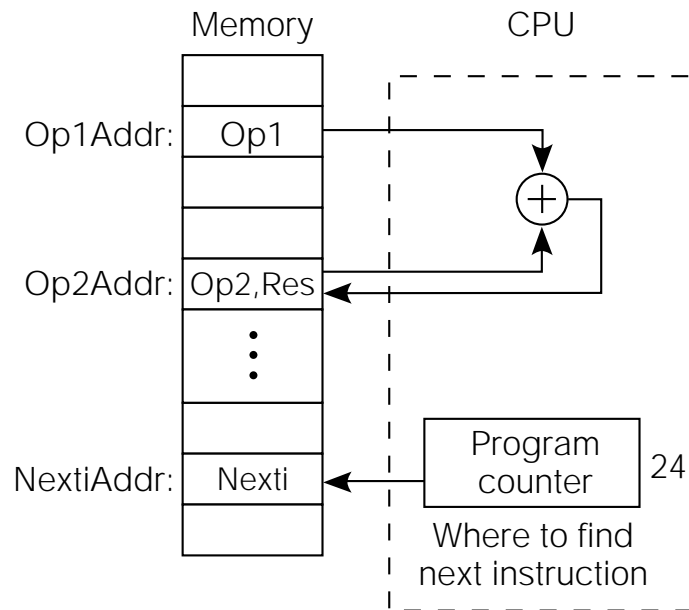 Memory
CPU
Op1Addr:
Op1
Op2Addr:
Op2,Res
NextiAddr:
Nexti
Program
counter
24
Where to find
next instruction